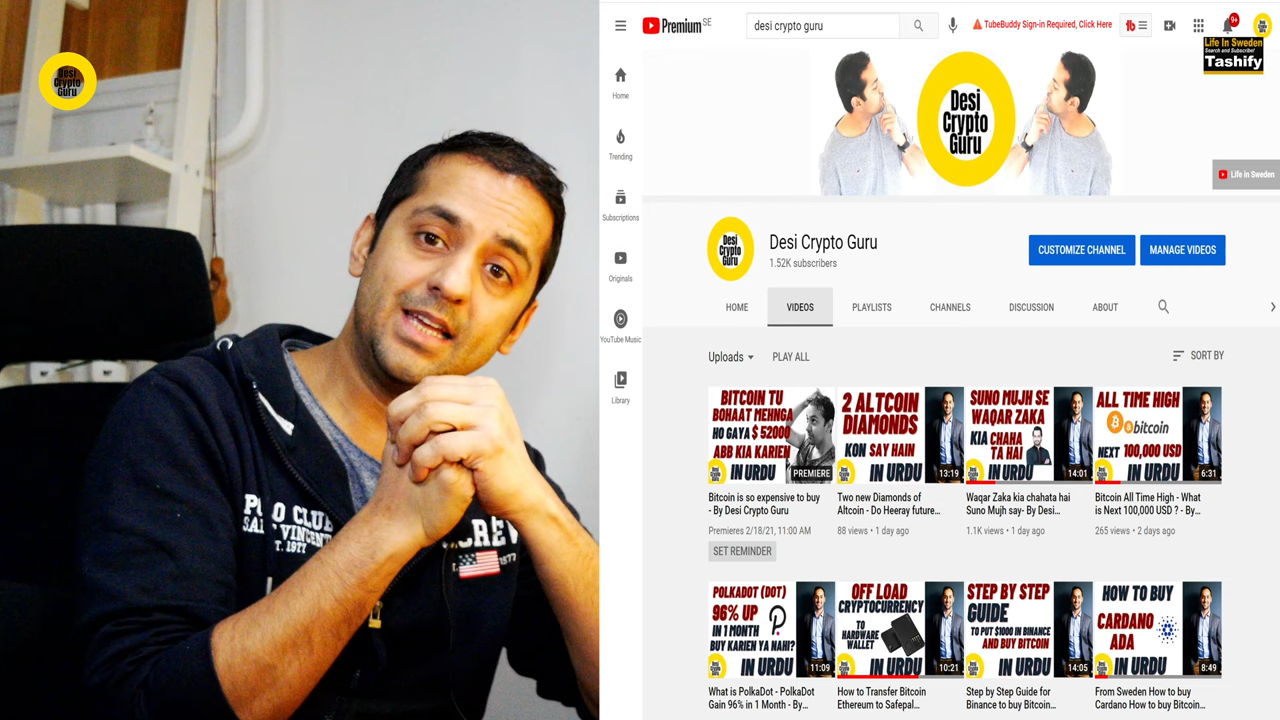 Desi
Crypto
Guru
PO O CLUB
T. 1977
CREW
1977
Premium SE
desi crypto guru
TubeBuddy Sign-in Required, Click Here
tb
9+
Life In Sweden
Search and Subscribe!
Tashify
Home
Trending
Subscriptions
Originals
YouTube Music
Library
Desi
Crypto
Guru
Life in Sweden
Desi
Crypto
Guru
Desi Crypto Guru
1.52K subscribers
CUSTOMIZE CHANNEL
MANAGE VIDEOS
HOME
VIDEOS
PLAYLISTS
CHANNELS
DISCUSSION
ABOUT
Uploads
PLAY ALL
SORT BY
BITCOIN TU
BOHAAT MEHNGA
HO GAYA $ 52000
ABB KIA KARIEN
IN URDU
PREMIERE
Bitcoin is so expensive to buy
- By Desi Crypto Guru
Premieres 2/18/21, 11:00 AM
SET REMINDER
2 ALTCOIN
DIAMONDS
KON SAY HAIN
IN URDU
13:19
Two new Diamonds of
Altcoin - Do Heeray future...
88 views • 1 day ago
SUNO MUJH SE
WAQAR ZAKA
KIA CHAHA
TA HAI
IN URDU
14:01
Waqar Zaka kia chahata hai
Suno Mujh say- By Desi...
1.1K views • 1 day ago
ALL TIME HIGH
bitcoin
NEXT 100,000 USD
IN URDU
6:31
Bitcoin All Time High - What
is Next 100,000 USD ? - By...
265 views • 2 days ago
POLKADOT (DOT)
96% UP
IN 1 MONTH
BUY KARIEN YA NAHI?
IN URDU
11:09
What is PolkaDot - PolkaDot
Gain 96% in 1 Month - By...
OFF LOAD
CRYPTOCURRENCY
TO
HARDWARE
WALLET
IN URDU
10:21
How to Transfer Bitcoin
Ethereum to Safepal...
STEP BY STEP
GUIDE
TO PUT $1000 IN BINANCE
AND BUY BITCOIN
IN URDU
14:05
Step by Step Guide for
Binance to buy Bitcoin...
HOW TO BUY
CARDANO
ADA
IN URDU
8:49
From Sweden How to buy
Cardano How to buy Bitcoin...